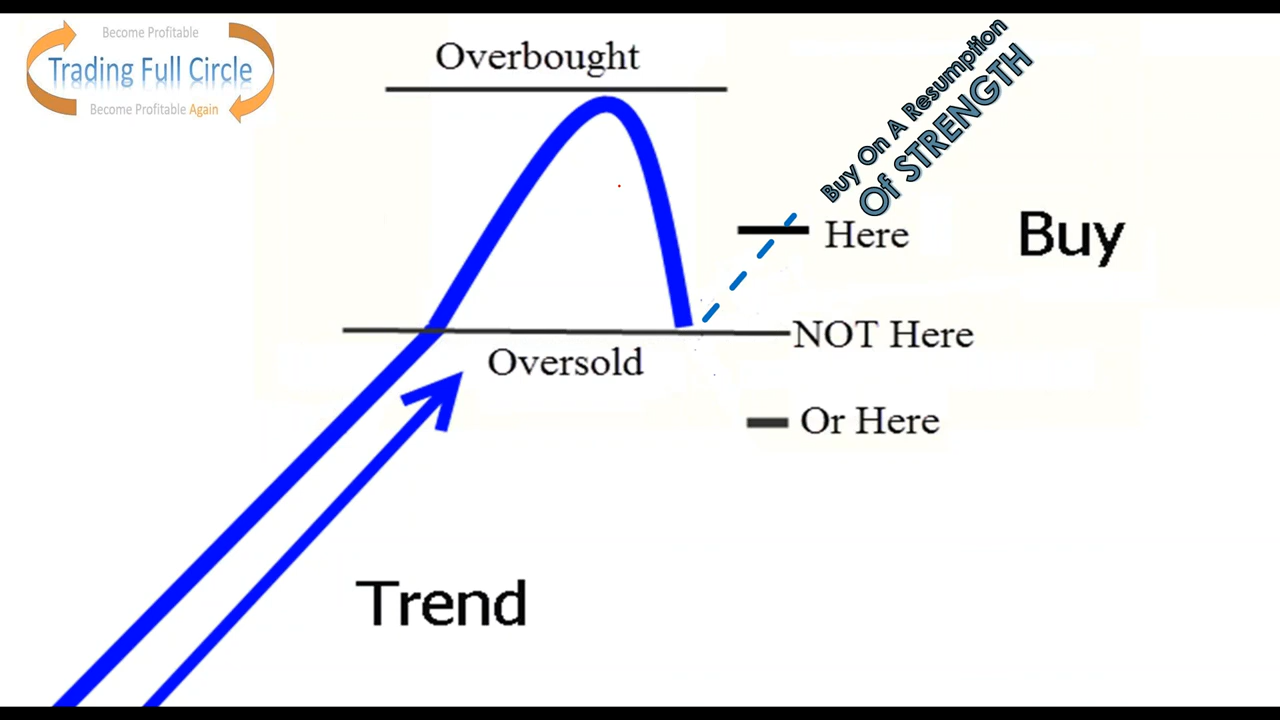 Become Profitable
Trading Full Circle
Become Profitable Again
Overbought
Buy On A Resumption
Of STRENGTH
Here
Buy
NOT Here
Oversold
Or Here
Trend